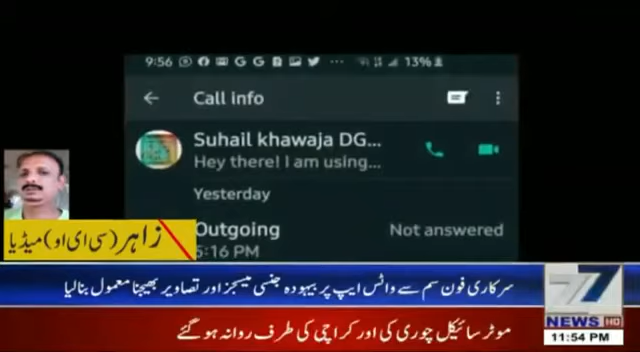 9:56 G G 13%
Call info
Suhail khawaja DG...
Hey there! I am using...
Yesterday
Outgoing
Not answered
5:16 PM
زاہر (سی ای او) میڈیا
سرکاری فون سم سے واٹس ایپ پر بیہودہ جنسی میسجز اور تصاویر بھیجنا معمول بنالیا
77
NEWS HD
موٹر سائیکل چوری کی اور کراچی کی طرف روانہ ہو گئے
11:54 PM